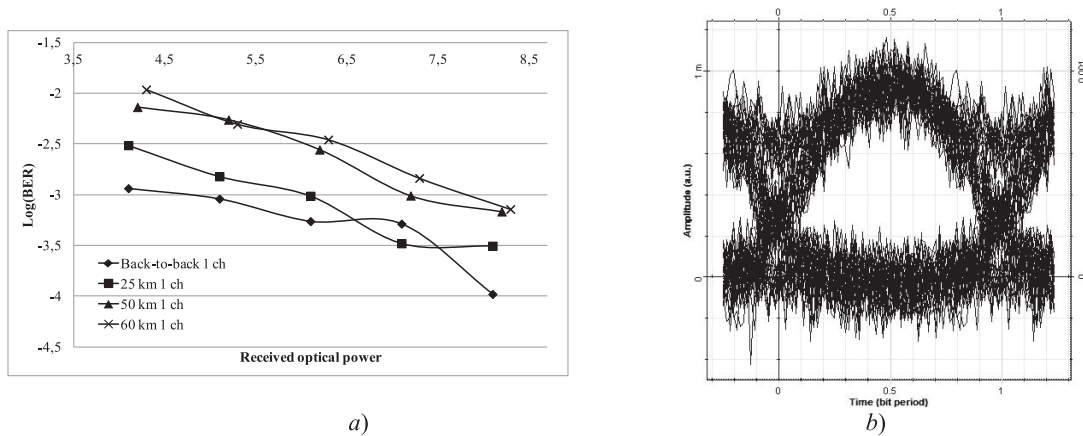 -1,5
3,5 4,5 5,5 6,5 7,5 8,5
-2
-2,5
-3
-3,5
-4
-4,5
Log(BER)
Back-to-back 1 ch
25 km 1 ch
50 km 1 ch
60 km 1 ch
Received optical power
a)
0 0.5 1
1 m
0.001
Amplitude (a.u.)
0
0
0 0.5 1
Time (bit period)
b)